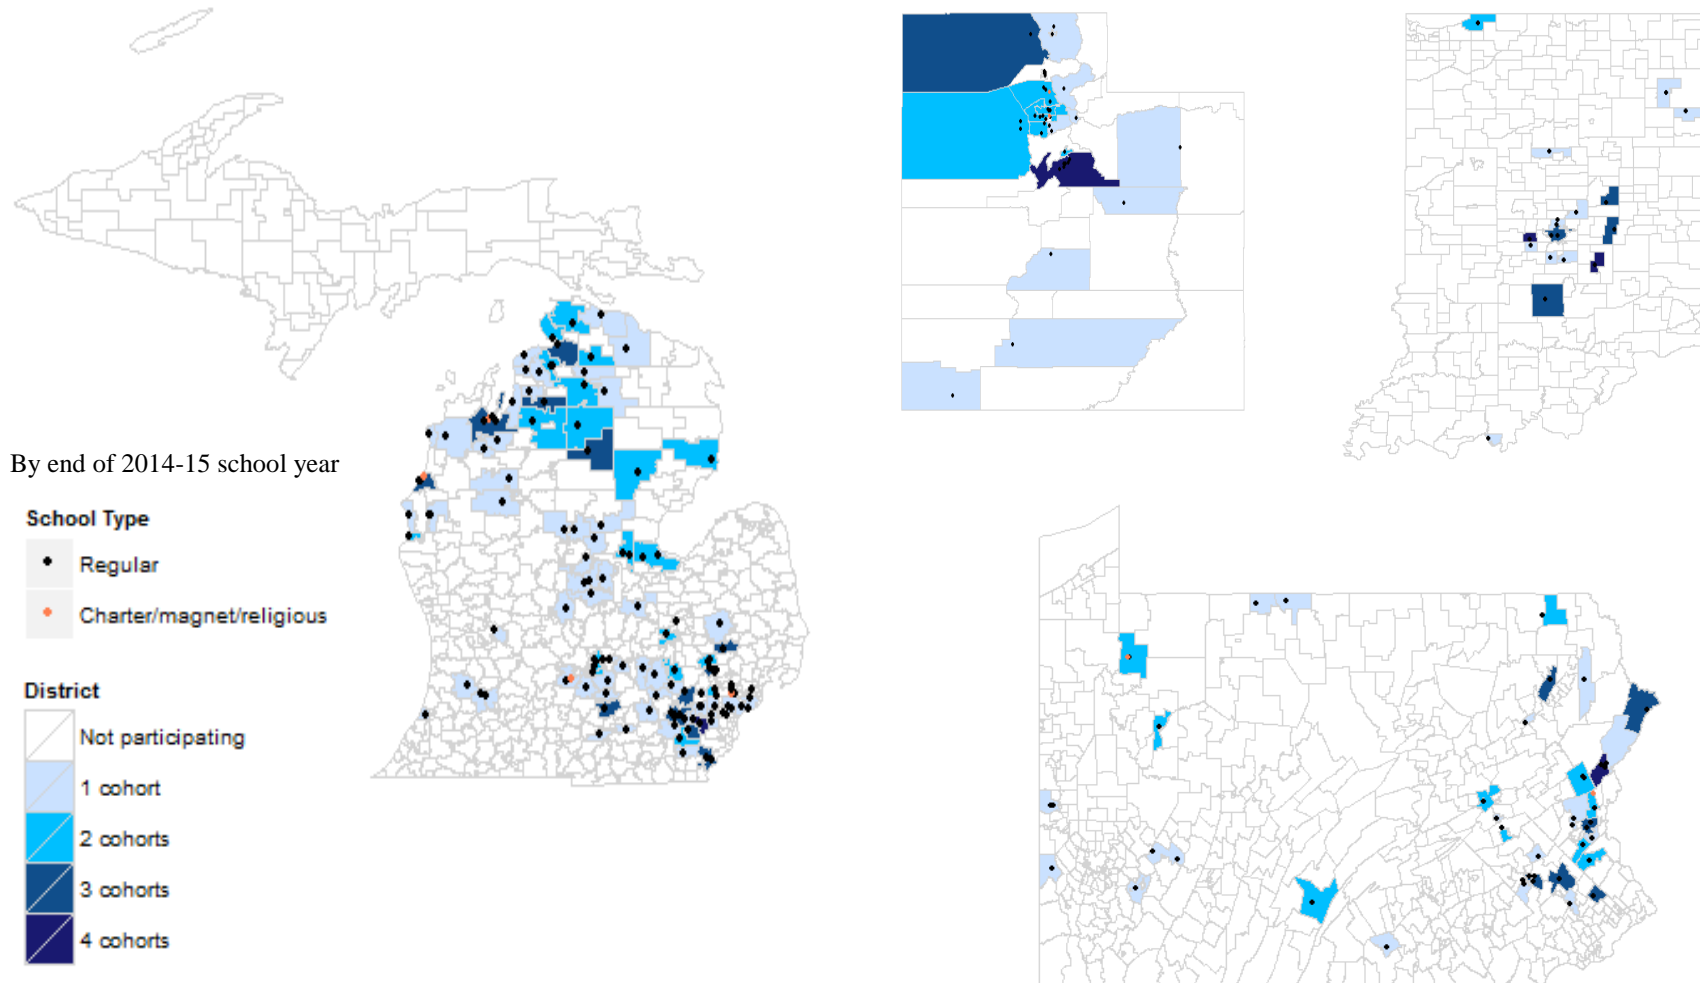 By end of 2014-15 school year
School Type
Regular
Charter/magnet/religious
District
Not participating
1 cohort
2 cohorts
3 cohorts
4 cohorts